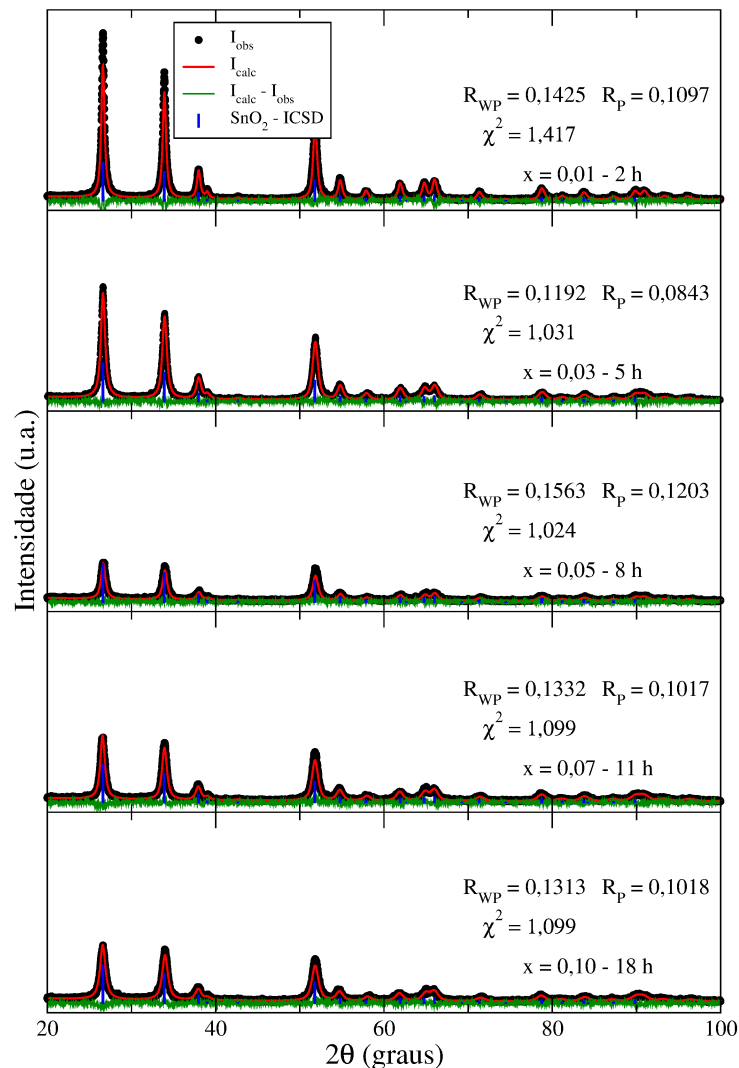 I_obs
I_calc
I_calc - I_obs
SnO_2 - ICSD
R_WP = 0,1425 R_P = 0,1097
χ^2 = 1,417
x = 0,01 - 2 h
R_WP = 0,1192 R_P = 0,0843
χ^2 = 1,031
x = 0,03 - 5 h
Intensidade (u.a.)
R_WP = 0,1563 R_P = 0,1203
χ^2 = 1,024
x = 0,05 - 8 h
R_WP = 0,1332 R_P = 0,1017
χ^2 = 1,099
x = 0,07 - 11 h
R_WP = 0,1313 R_P = 0,1018
χ^2 = 1,099
x = 0,10 - 18 h
20 40 60 80 100
2θ (graus)